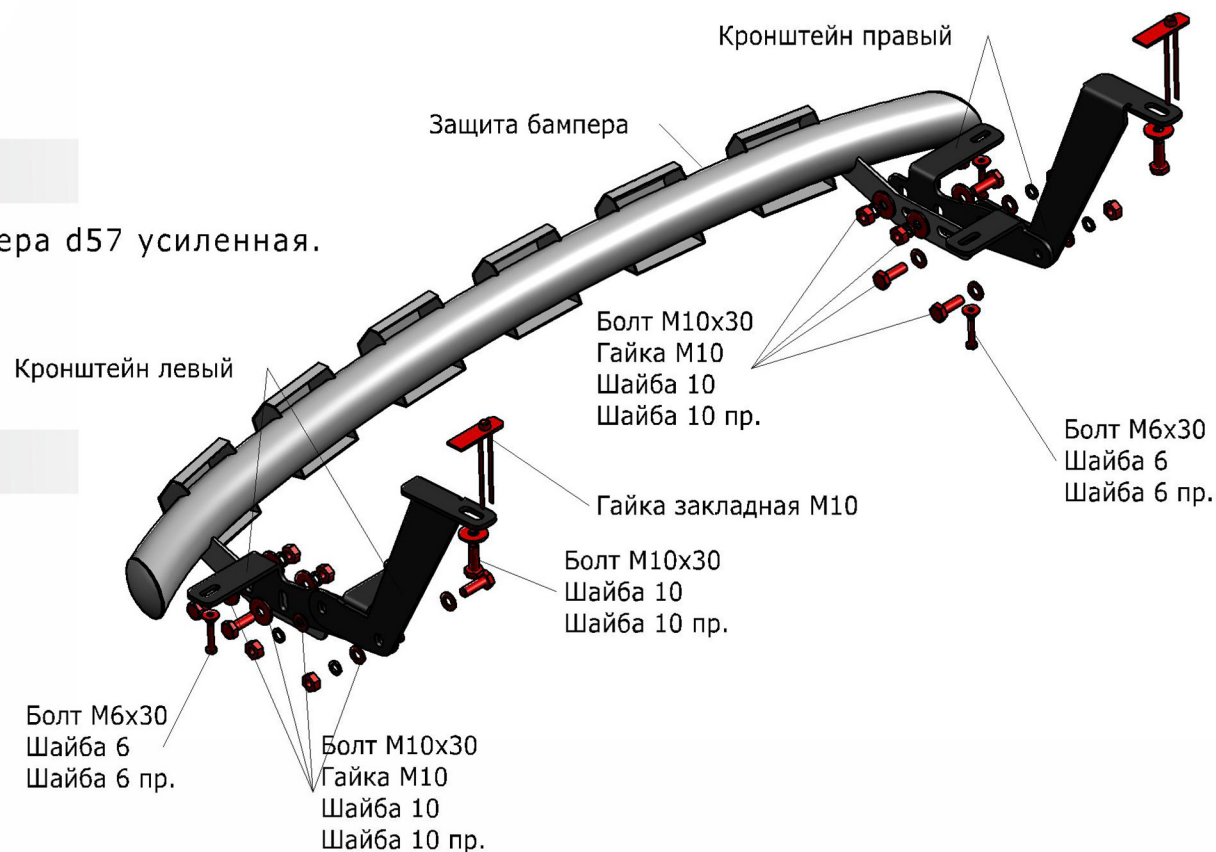 Кронштейн правый
Защита бампера
d57 усиленная.
Болт М10х30
Гайка М10
Шайба 10
Шайба 10 пр.
Кронштейн левый
Болт М6х30
Шайба 6
Шайба 6 пр.
Гайка закладная М10
Болт М10х30
Шайба 10
Шайба 10 пр.
Болт М6х30
Шайба 6
Шайба 6 пр.
Болт М10х30
Гайка М10
Шайба 10
Шайба 10 пр.